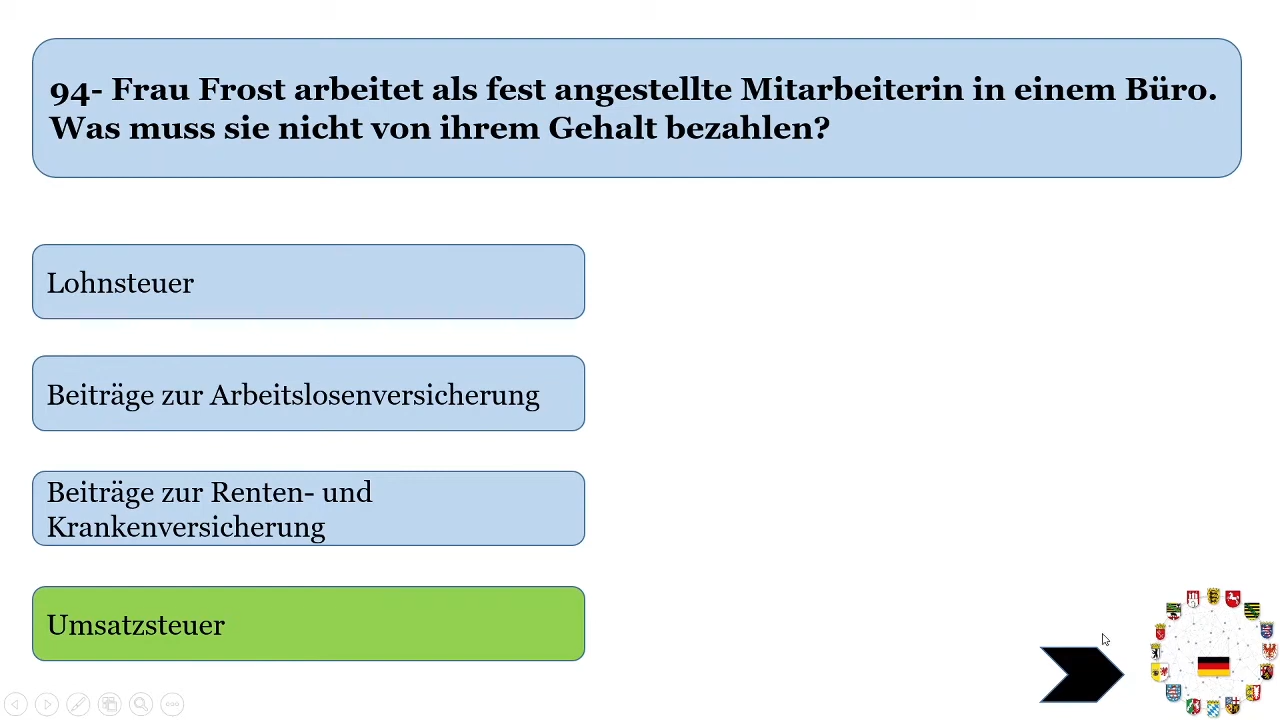 94- Frau Frost arbeitet als fest angestellte Mitarbeiterin in einem Büro.
Was muss sie nicht von ihrem Gehalt bezahlen?
Lohnsteuer
Beiträge zur Arbeitslosenversicherung
Beiträge zur Renten- und
Krankenversicherung
Umsatzsteuer